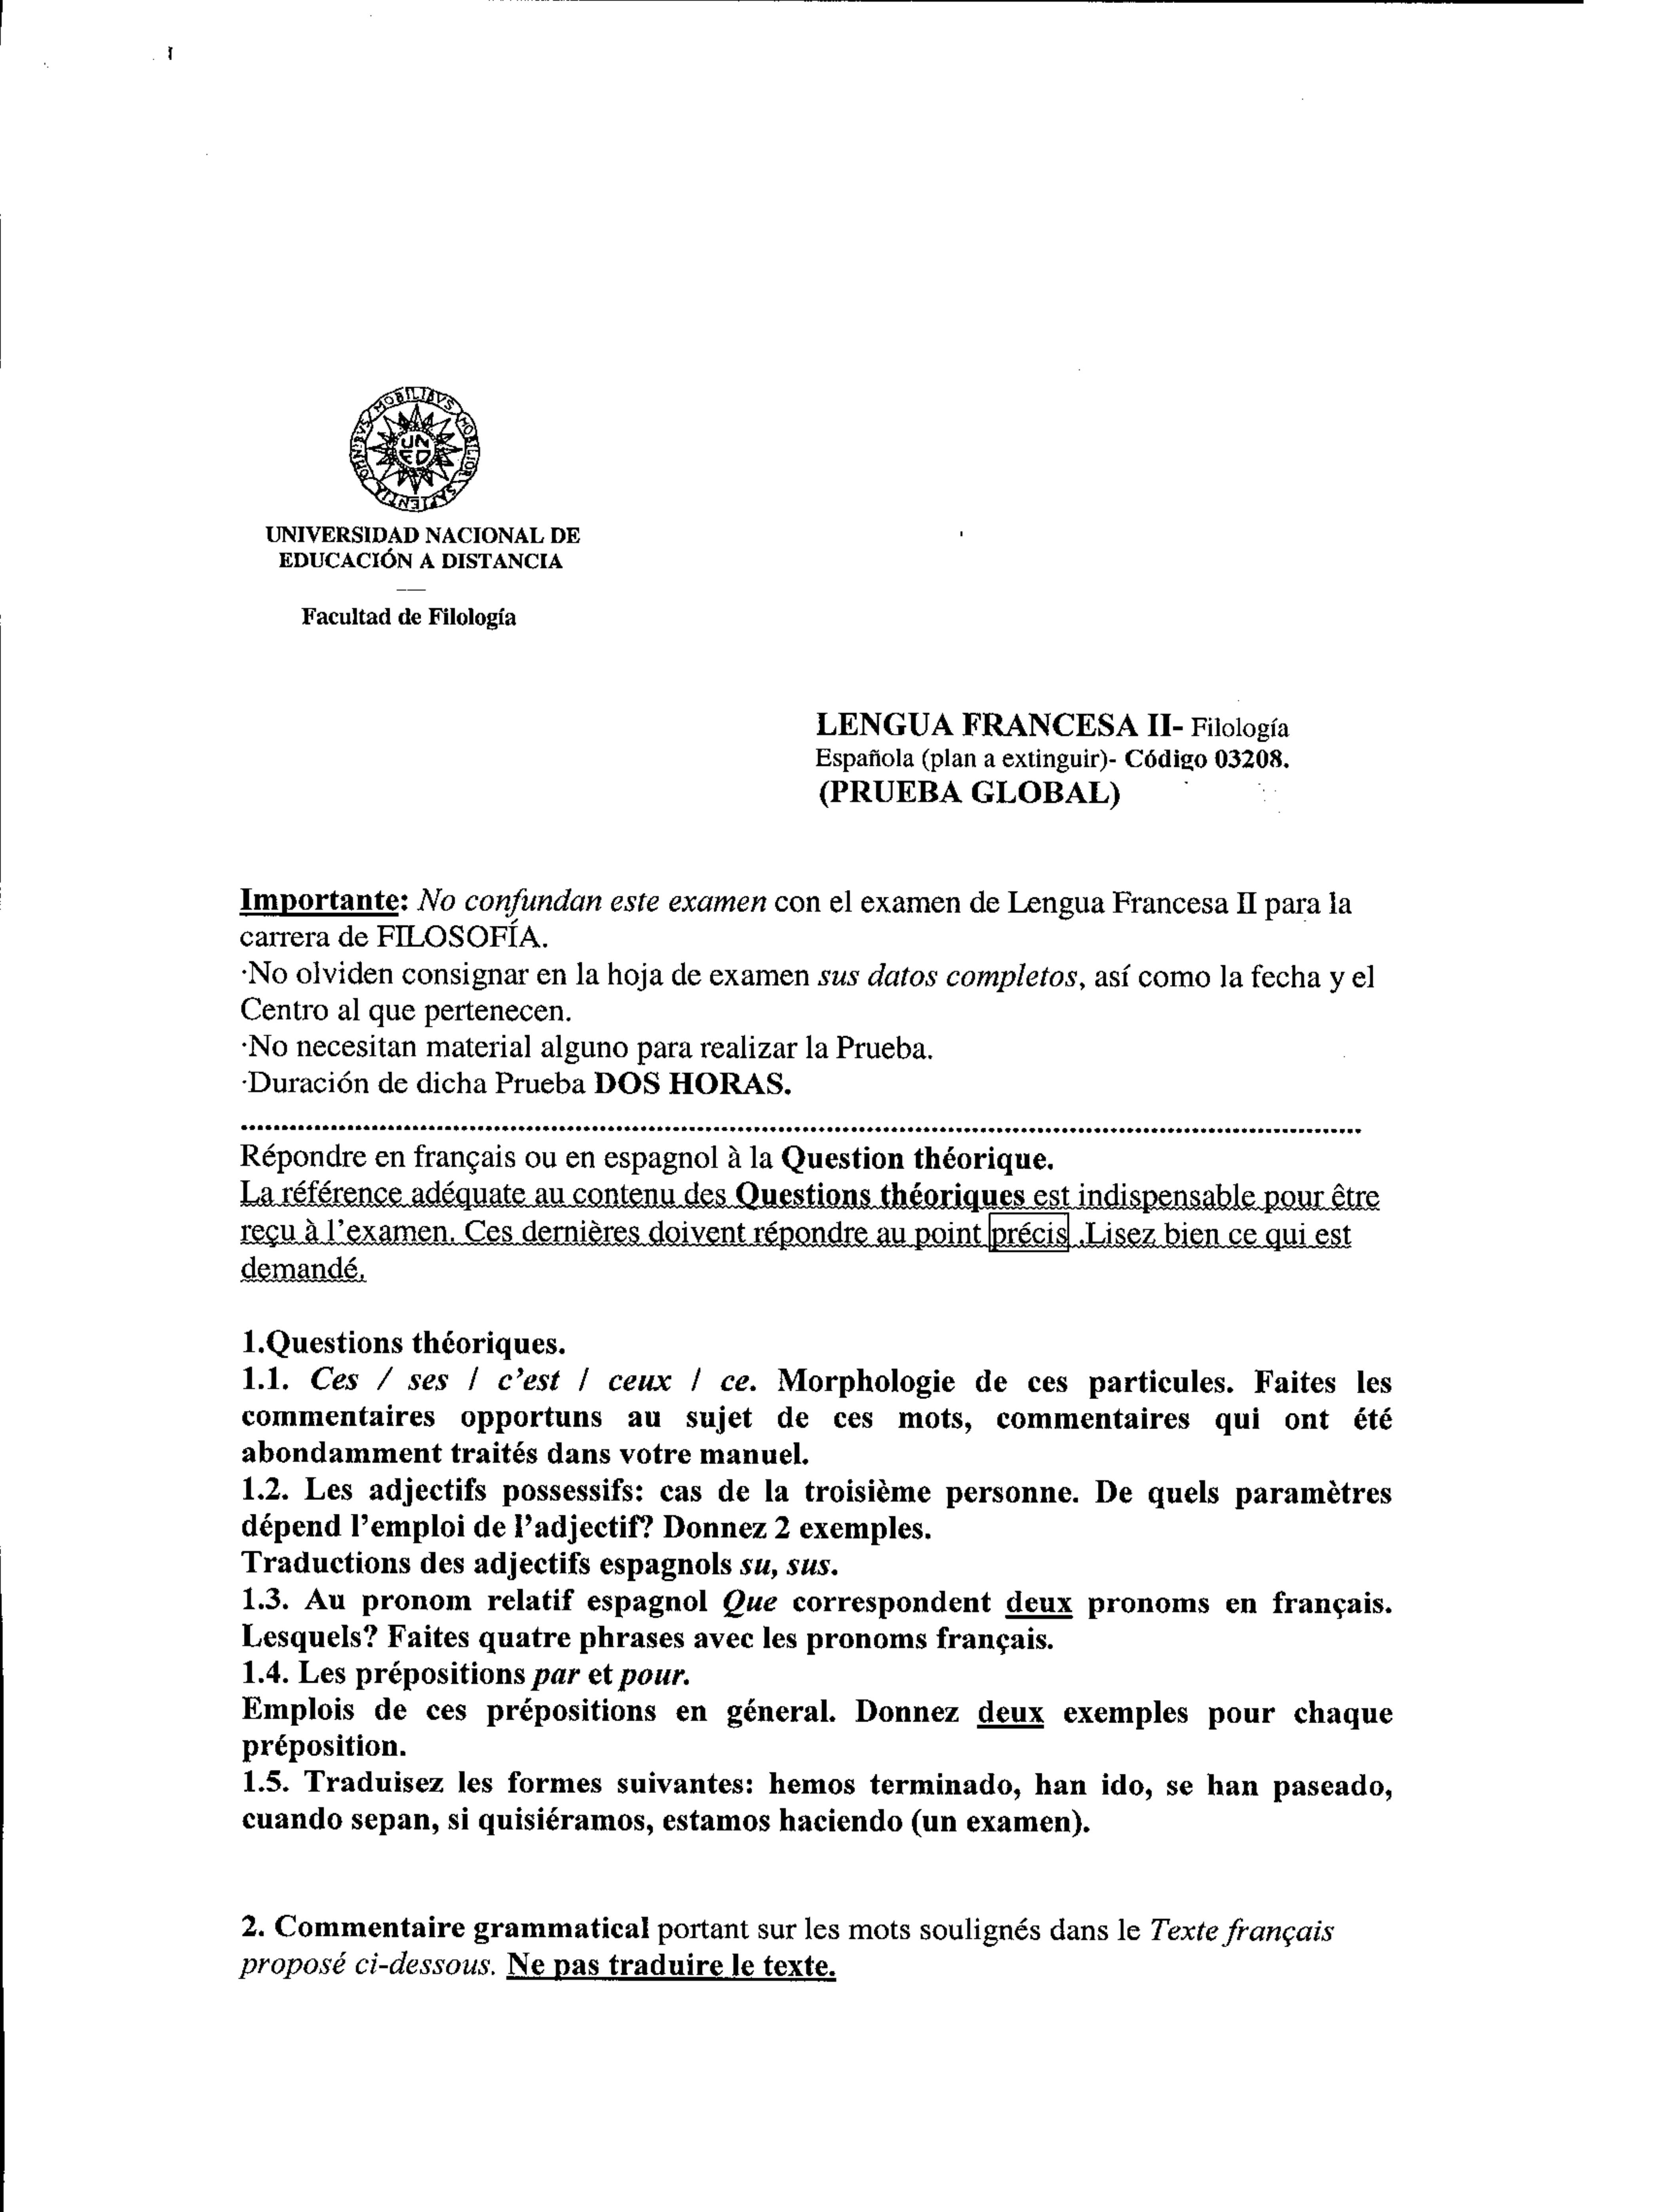 OMNIBVS MOBILIBVS MOBILIOR SAPIENTIA
UN
ED
UNIVERSIDAD NACIONAL DE
EDUCACIÓN A DISTANCIA
Facultad de Filología
LENGUA FRANCESA II- Filología
Española (plan a extinguir)- Código 03208.
(PRUEBA GLOBAL)
Importante: No confundan este examen con el examen de Lengua Francesa II para la
carrera de FILOSOFÍA.
·No olviden consignar en la hoja de examen sus datos completos, así como la fecha y el
Centro al que pertenecen.
·No necesitan material alguno para realizar la Prueba.
·Duración de dicha Prueba DOS HORAS.
Répondre en français ou en espagnol à la Question théorique.
La référence adéquate au contenu des Questions théoriques est indispensable pour être
reçu à l'examen. Ces dernières doivent répondre au point précis .Lisez bien ce qui est
demandé.
1.Questions théoriques.
1.1. Ces / ses / c'est / ceux / ce. Morphologie de ces particules. Faites les
commentaires opportuns au sujet de ces mots, commentaires qui ont été
abondamment traités dans votre manuel.
1.2. Les adjectifs possessifs: cas de la troisième personne. De quels paramètres
dépend l'emploi de l'adjectif? Donnez 2 exemples.
Traductions des adjectifs espagnols su, sus.
1.3. Au pronom relatif espagnol Que correspondent deux pronoms en français.
Lesquels? Faites quatre phrases avec les pronoms français.
1.4. Les prépositions par et pour.
Emplois de ces prépositions en géneral. Donnez deux exemples pour chaque
préposition.
1.5. Traduisez les formes suivantes: hemos terminado, han ido, se han paseado,
cuando sepan, si quisiéramos, estamos haciendo (un examen).
2. Commentaire grammatical portant sur les mots soulignés dans le Texte français
proposé ci-dessous. Ne pas traduire le texte.